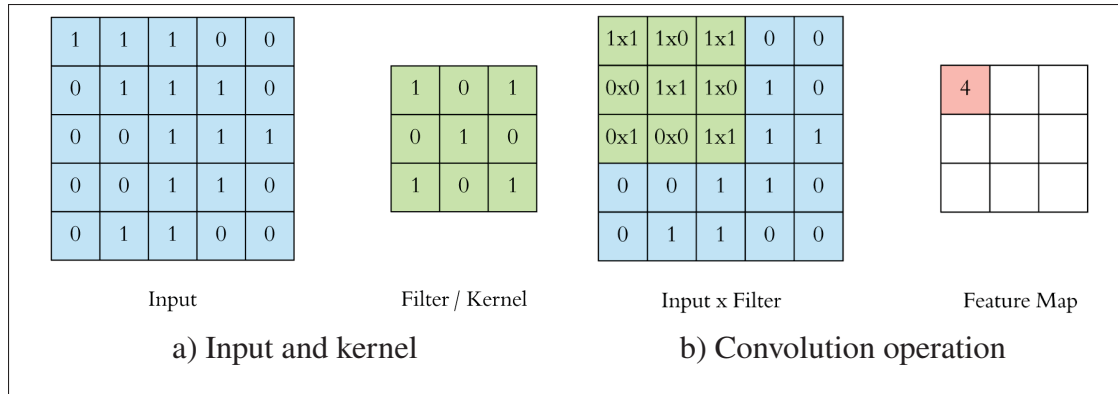 1 1 1 0 0
0 1 1 1 0
0 0 1 1 1
0 0 1 1 0
0 1 1 0 0
Input
1 0 1
0 1 0
1 0 1
Filter / Kernel
a) Input and kernel
1x1 1x0 1x1 0 0
0x0 1x1 1x0 1 0
0x1 0x0 1x1 1 1
0 0 1 1 0
0 1 1 0 0
Input x Filter
4
Feature Map
b) Convolution operation